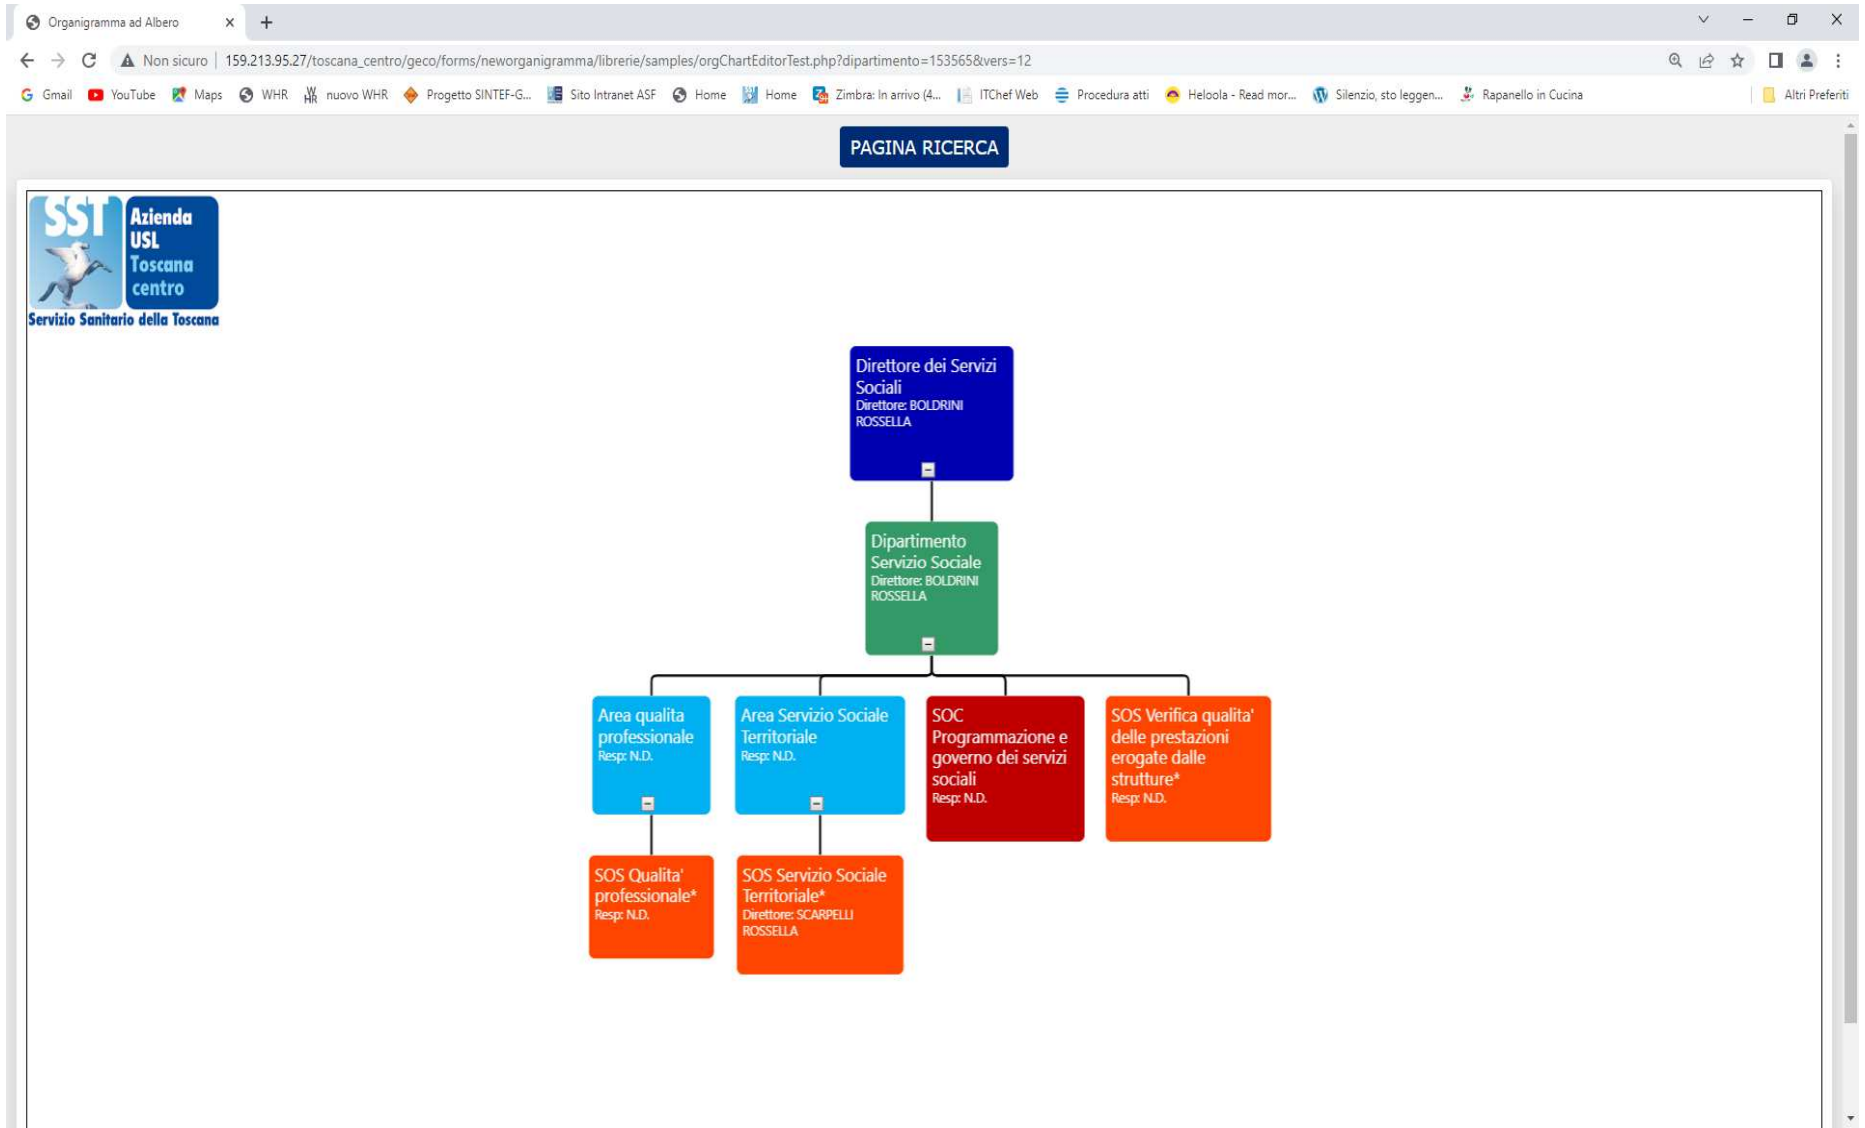 Organigramma ad Albero
Non sicuro | 159.213.95.27/toscana_centro/geco/forms/neworganigramma/librerie/samples/orgChartEditorTest.php?dipartimento=153565&vers=12
Gmail YouTube Maps WHR nuovo WHR Progetto SINTEF-G... Sito Intranet ASF Home Home Zimbra: In arrivo (4... ITChef Web Procedura atti Heloola - Read mor... Silenzio, sto leggen... Rapanello in Cucina Altri Preferiti
PAGINA RICERCA
SST
Azienda
USL
Toscana
centro
Servizio Sanitario della Toscana
Direttore dei Servizi
Sociali
Direttore: BOLDRINI
ROSSELLA
Dipartimento
Servizio Sociale
Direttore: BOLDRINI
ROSSELLA
Area qualita
professionale
Resp: N.D.
Area Servizio Sociale
Territoriale
Resp: N.D.
SOC
Programmazione e
governo dei servizi
sociali
Resp: N.D.
SOS Verifica qualita'
delle prestazioni
erogate dalle
strutture*
Resp: N.D.
SOS Qualita'
professionale*
Resp: N.D.
SOS Servizio Sociale
Territoriale*
Direttore: SCARPELLI
ROSSELLA